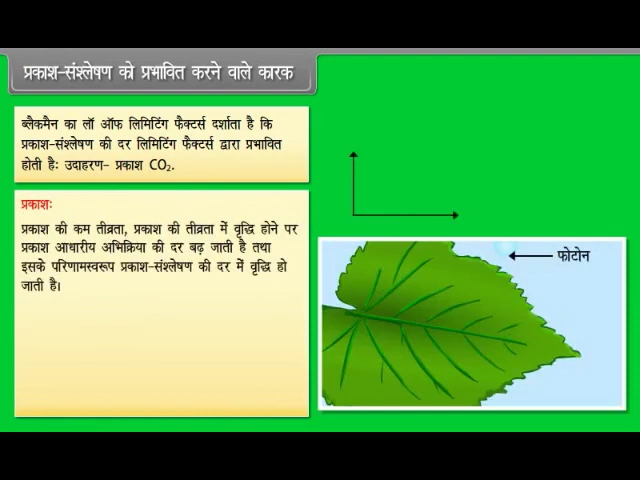 प्रकाश-संश्लेषण को प्रभावित करने वाले कारक
ब्लैकमैन का लॉ ऑफ लिमिटिंग फैक्टर्स दर्शाता है कि
प्रकाश-संश्लेषण की दर लिमिटिंग फैक्टर्स द्वारा प्रभावित
होती है: उदाहरण- प्रकाश CO₂.
प्रकाश:
प्रकाश की कम तीव्रता, प्रकाश की तीव्रता में वृद्धि होने पर
प्रकाश आधारीय अभिक्रिया की दर बढ़ जाती है तथा
इसके परिणामस्वरूप प्रकाश-संश्लेषण की दर में वृद्धि हो
जाती है।
फोटोन